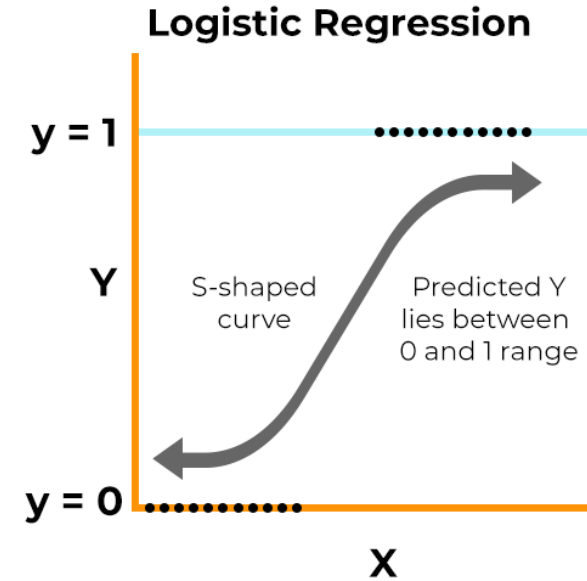 Logistic Regression
y = 1
Y
S-shaped
curve
Predicted Y
lies between
0 and 1 range
y = 0
X